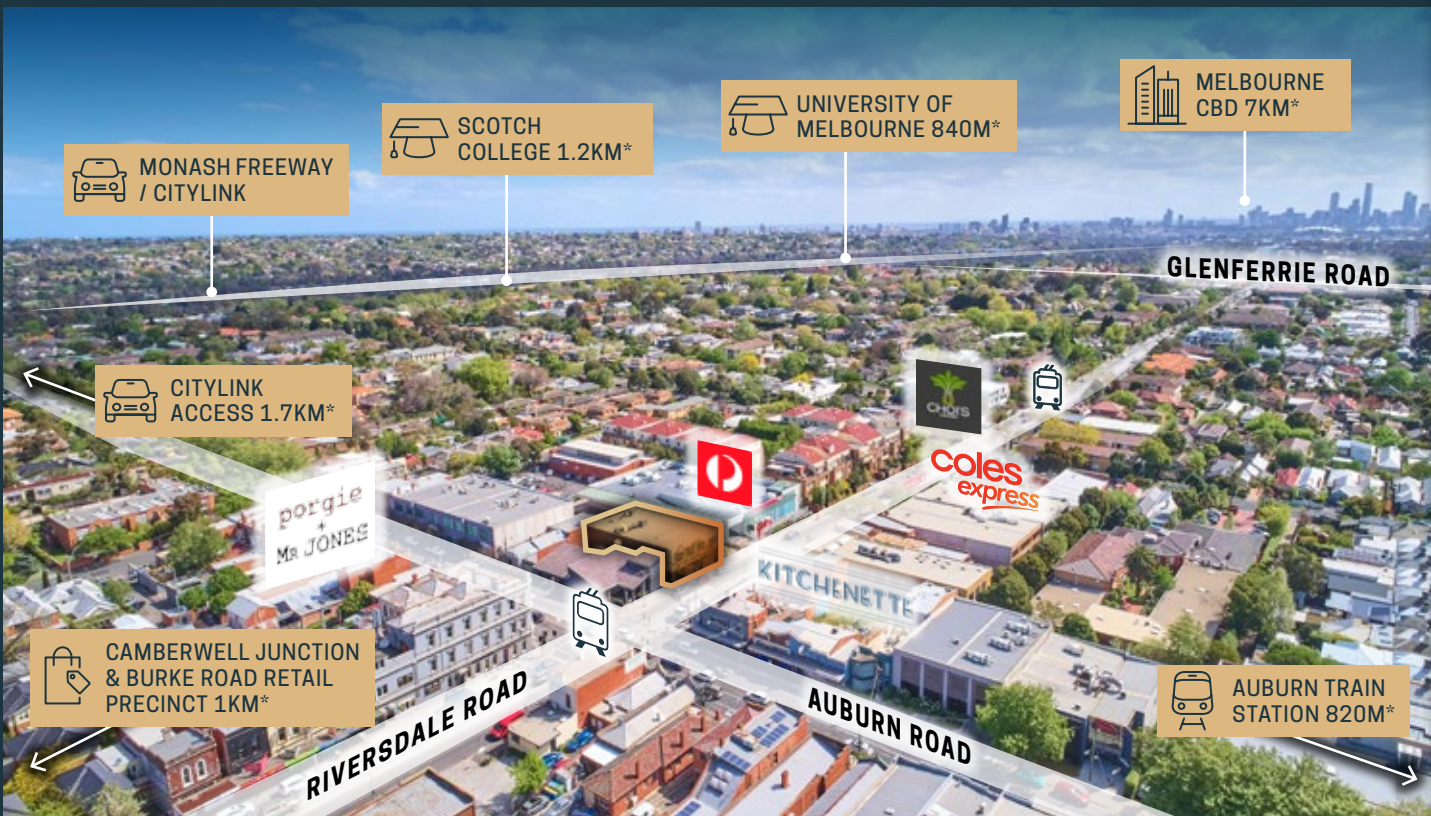 MELBOURNE
CBD 7KM*
UNIVERSITY OF
MELBOURNE 840M*
SCOTCH
COLLEGE 1.2KM*
MONASH FREEWAY
/ CITYLINK
GLENFERRIE ROAD
CITYLINK
ACCESS 1.7KM*
CHOIS
coles
express
porgie
+
MR JONES
KITCHENETTE
CAMBERWELL JUNCTION
& BURKE ROAD RETAIL
PRECINCT 1KM*
RIVERSDALE ROAD
AUBURN ROAD
AUBURN TRAIN
STATION 820M*